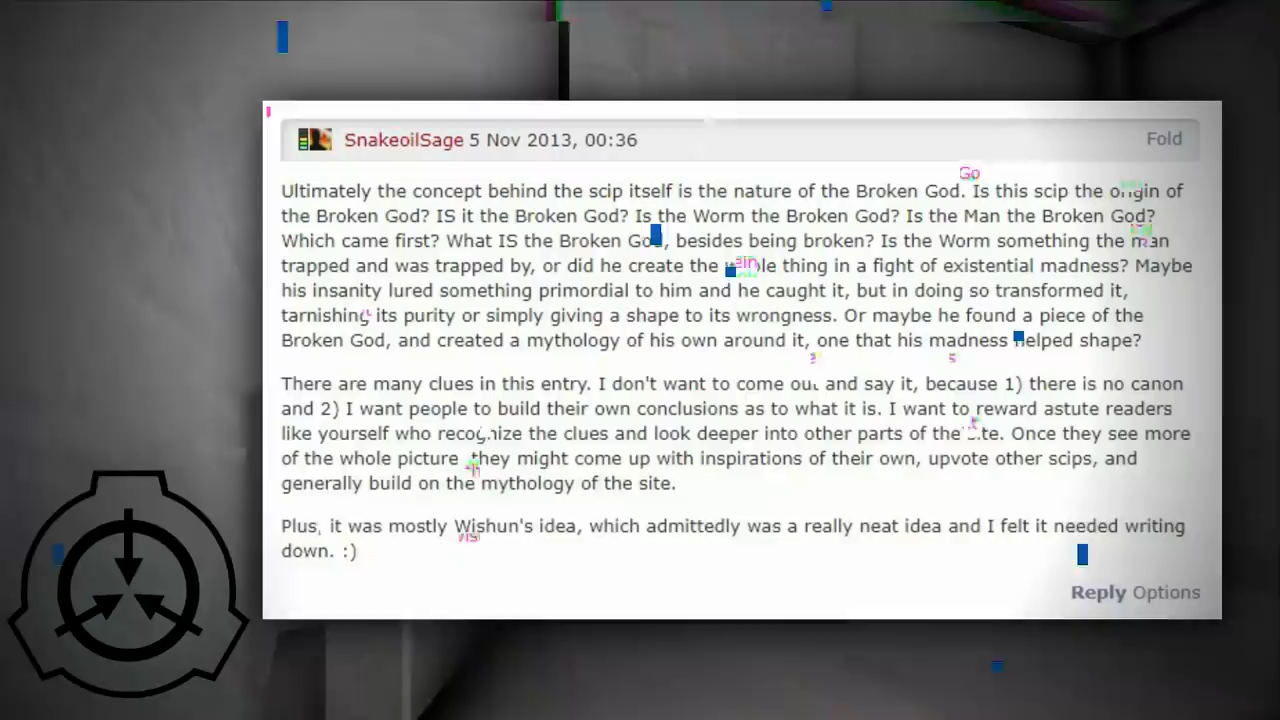 SnakeoilSage 5 Nov 2013, 00:36
Fold
Ultimately the concept behind the scip itself is the nature of the Broken God. Is this scip the origin of
the Broken God? IS it the Broken God? Is the Worm the Broken God? Is the Man the Broken God?
Which came first? What IS the Broken God, besides being broken? Is the Worm something the man
trapped and was trapped by, or did he create the whole thing in a fight of existential madness? Maybe
his insanity lured something primordial to him and he caught it, but in doing so transformed it,
tarnishing its purity or simply giving a shape to its wrongness. Or maybe he found a piece of the
Broken God, and created a mythology of his own around it, one that his madness helped shape?
There are many clues in this entry. I don't want to come out and say it, because 1) there is no canon
and 2) I want people to build their own conclusions as to what it is. I want to reward astute readers
like yourself who recognize the clues and look deeper into other parts of the site. Once they see more
of the whole picture they might come up with inspirations of their own, upvote other scips, and
generally build on the mythology of the site.
Plus, it was mostly Wishun's idea, which admittedly was a really neat idea and I felt it needed writing
down. :)
Reply Options